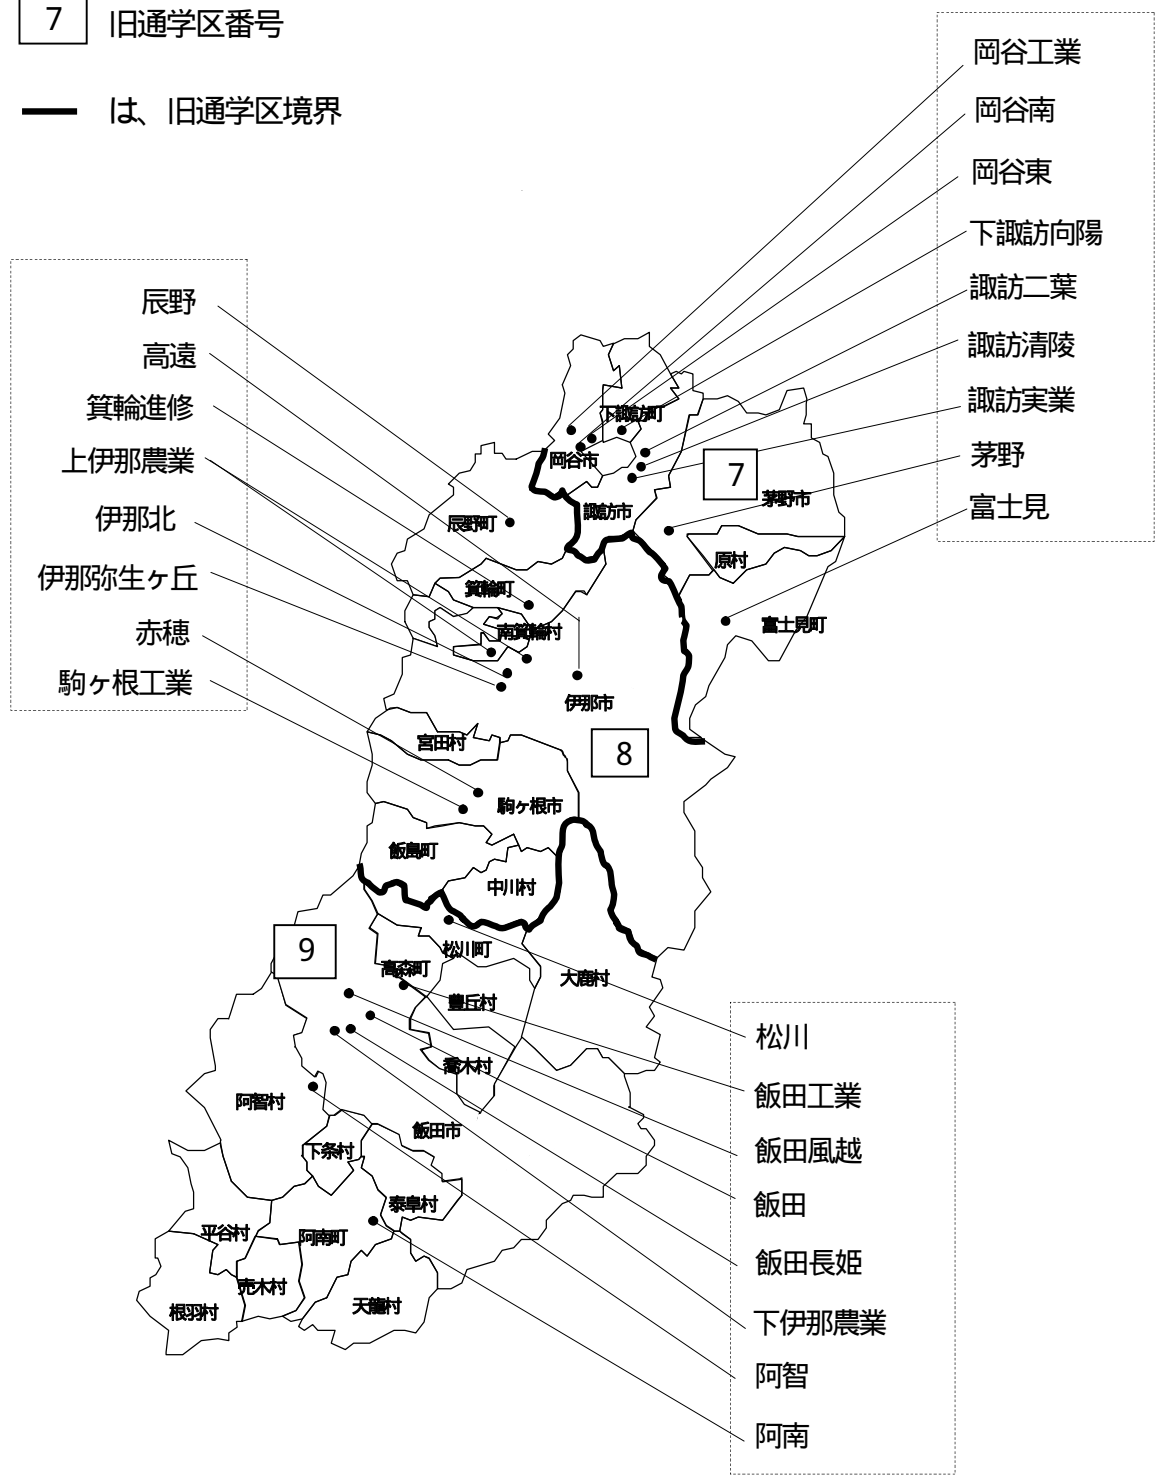 7 旧通学区番号
は、旧通学区境界
岡谷工業
岡谷南
岡谷東
下諏訪向陽
諏訪二葉
諏訪清陵
諏訪実業
茅野
富士見
辰野
高遠
箕輪進修
上伊那農業
伊那北
伊那弥生ヶ丘
赤穂
駒ヶ根工業
下諏訪町
岡谷市
7
茅野市
諏訪市
辰野町
原村
箕輪町
富士見町
南箕輪村
伊那市
宮田村
8
駒ヶ根市
飯島町
中川村
9
松川町
高森町
大鹿村
豊丘村
喬木村
阿智村
飯田市
下条村
泰阜村
平谷村
阿南町
売木村
天龍村
根羽村
松川
飯田工業
飯田風越
飯田
飯田長姫
下伊那農業
阿智
阿南